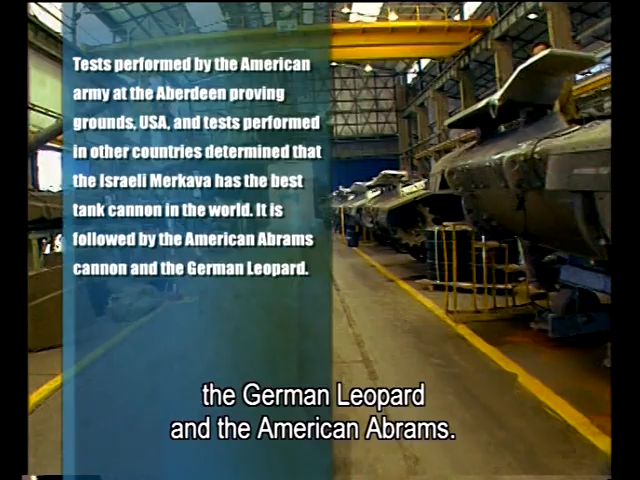 Tests performed by the American
army at the Aberdeen proving
grounds, USA, and tests performed
in other countries determined that
the Israeli Merkava has the best
tank cannon in the world. It is
followed by the American Abrams
cannon and the German Leopard.
the German Leopard
and the American Abrams.